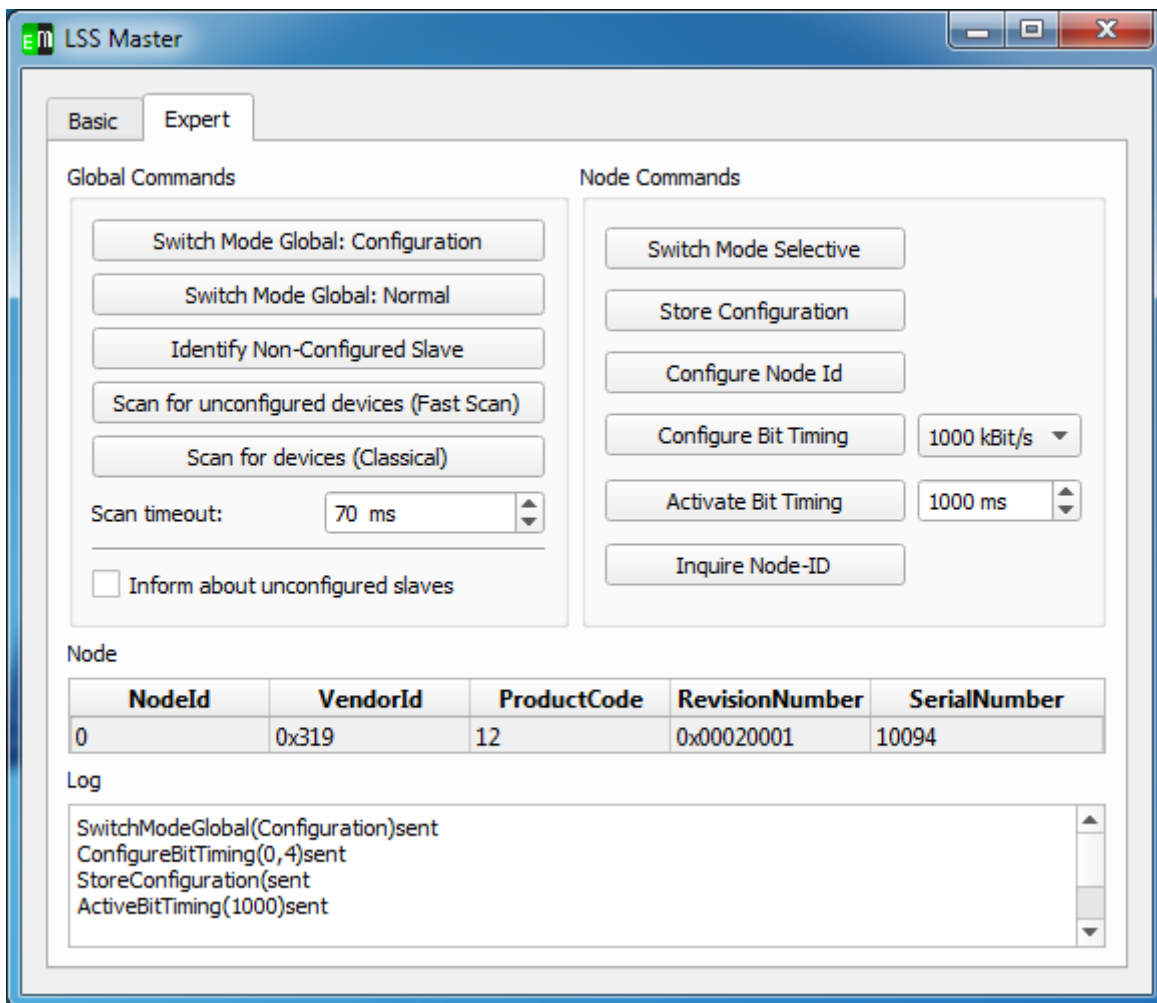 EM LSS Master
Basic Expert
Global Commands
Switch Mode Global: Configuration
Switch Mode Global: Normal
Identify Non-Configured Slave
Scan for unconfigured devices (Fast Scan)
Scan for devices (Classical)
Scan timeout: 70 ms
Inform about unconfigured slaves
Node Commands
Switch Mode Selective
Store Configuration
Configure Node Id
Configure Bit Timing 1000 kBit/s
Activate Bit Timing 1000 ms
Inquire Node-ID
Node
NodeId VendorId ProductCode RevisionNumber SerialNumber
0 0x319 12 0x00020001 10094
Log
SwitchModeGlobal(Configuration)sent
ConfigureBitTiming(0,4)sent
StoreConfiguration(sent
ActiveBitTiming(1000)sent